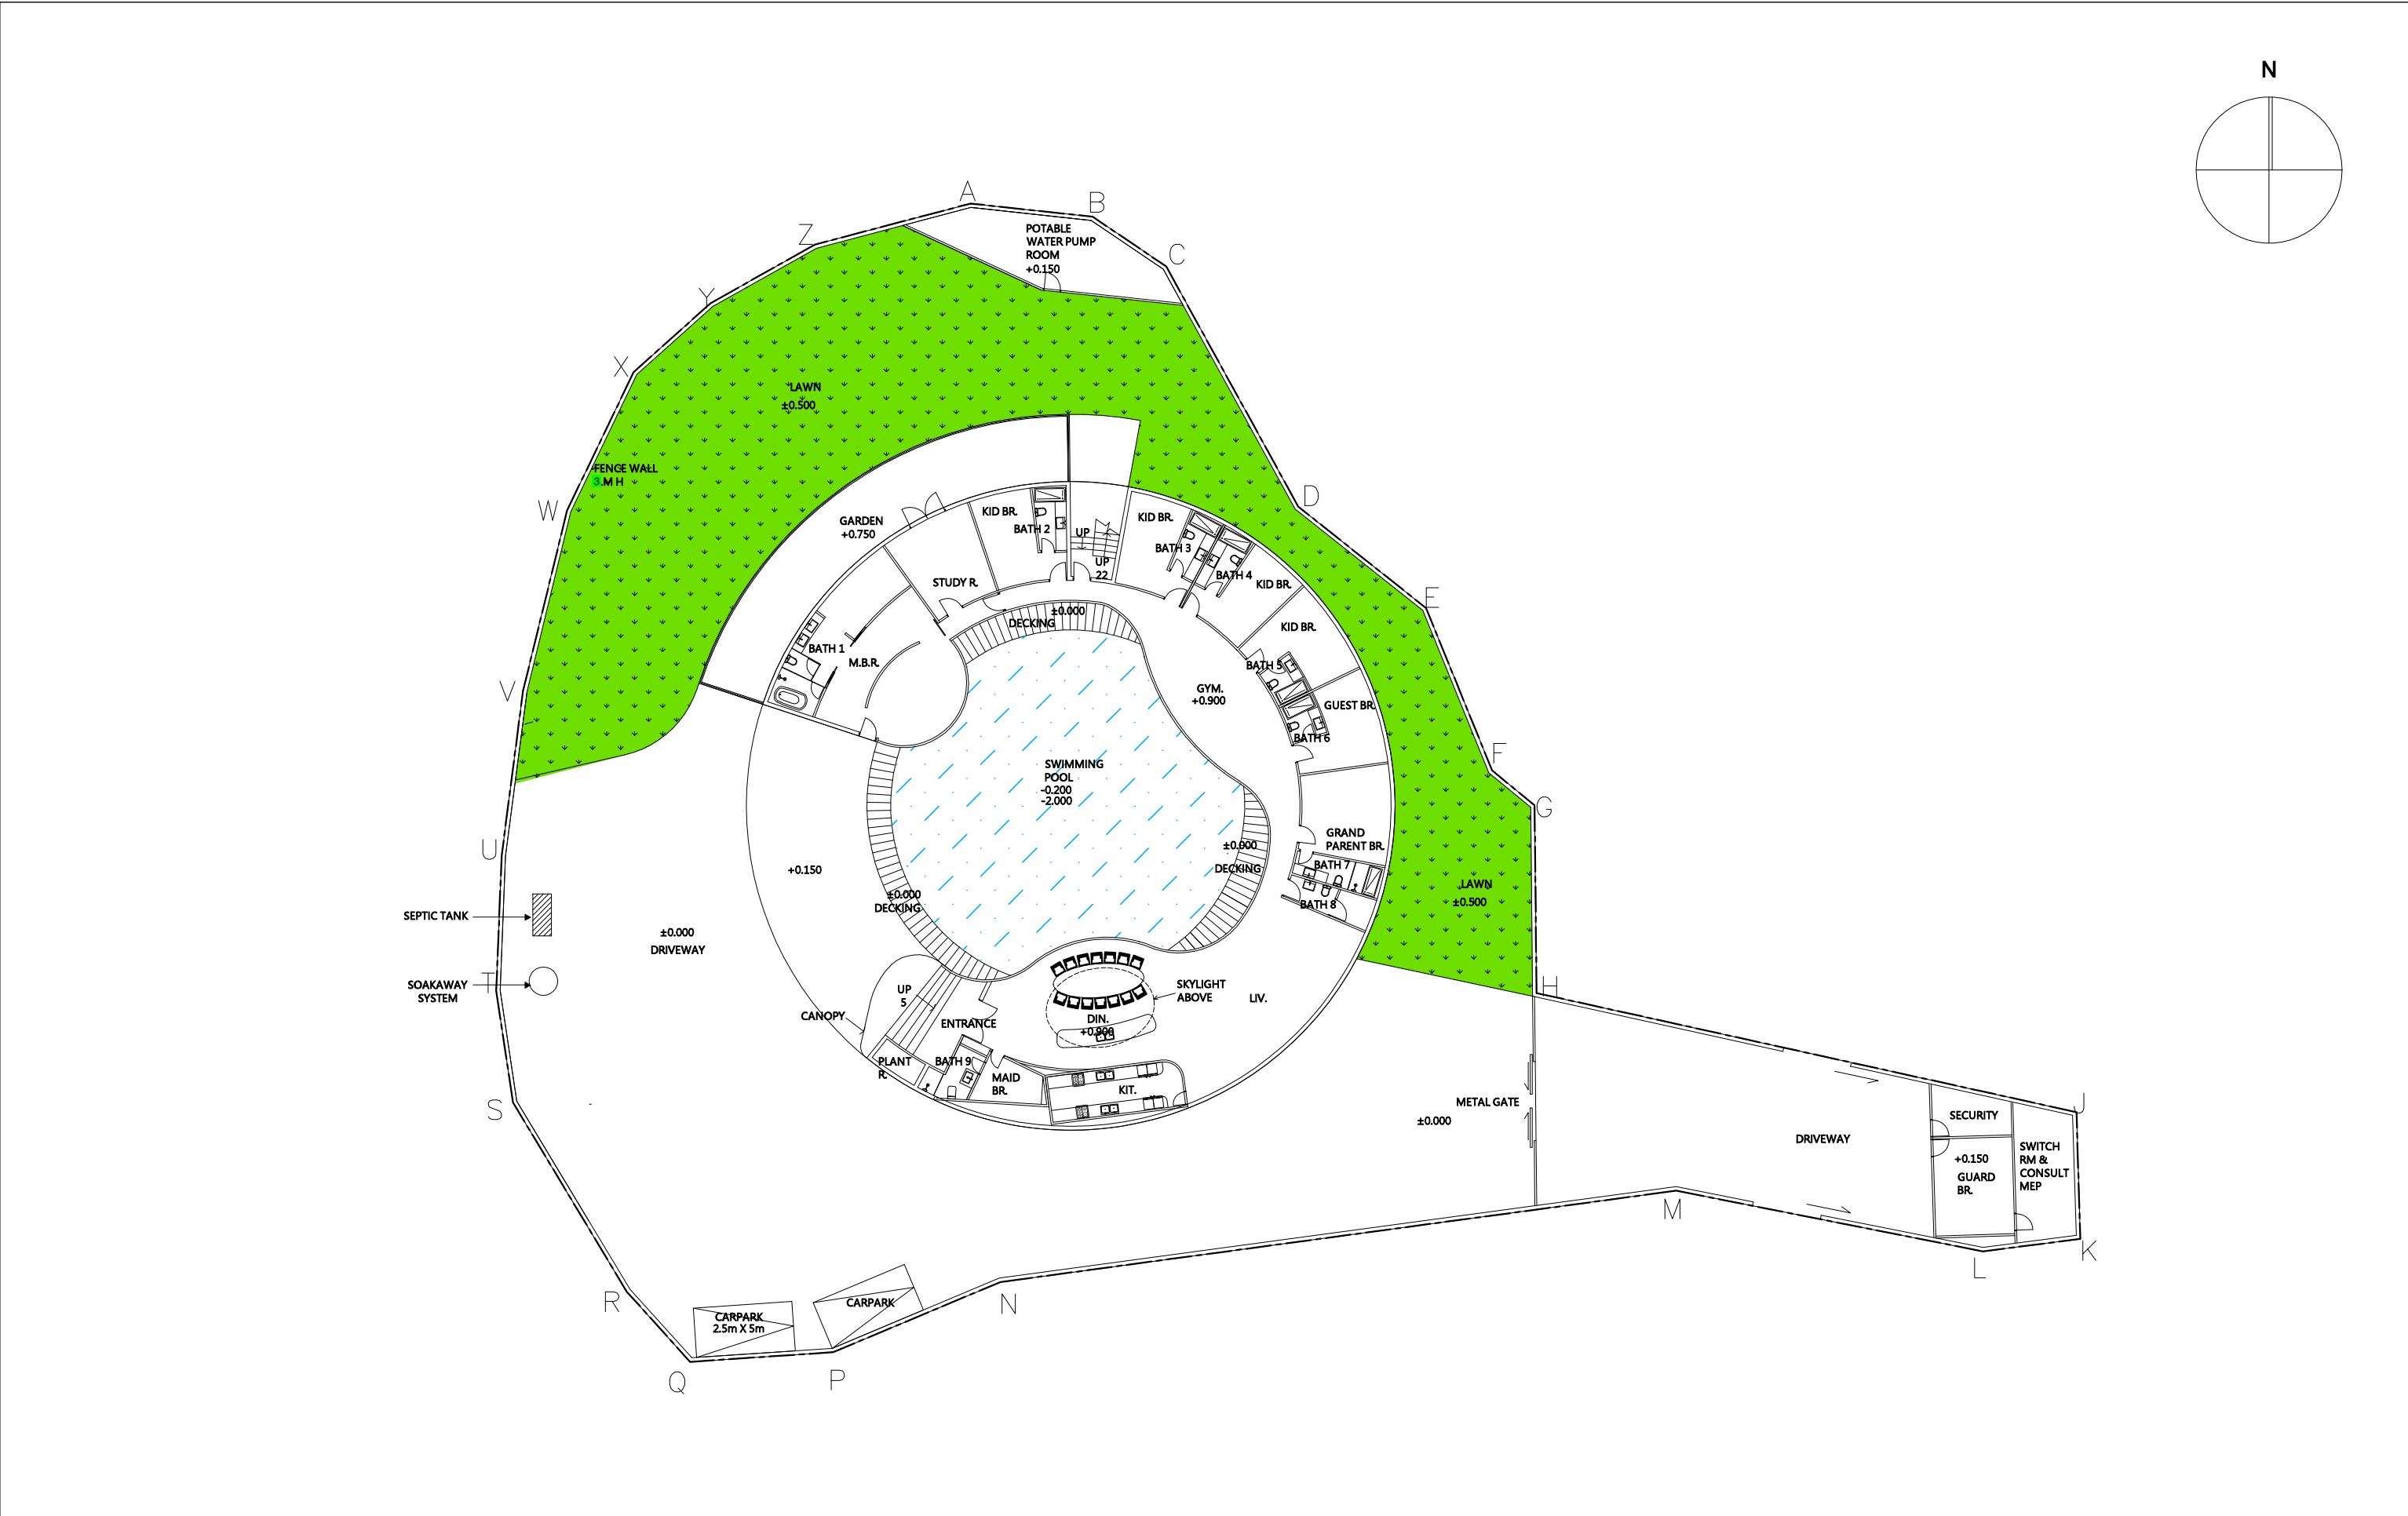 N
A
B
POTABLE
WATER PUMP
ROOM
+0.150
C
Z
Y
X
LAWN
±0.500
FENCE WALL
3.M H
W
D
GARDEN
+0.750
KID BR.
BATH 2
UP
UP
22
KID BR.
BATH 3
BATH 4
KID BR.
STUDY R.
E
±0.000
DECKING
KID BR.
BATH 1
M.B.R.
BATH 5
V
GYM.
+0.900
GUEST BR.
BATH 6
F
SWIMMING
POOL
-0.200
-2.000
G
U
GRAND
PARENT BR.
±0.000
DECKING
BATH 7
+0.150
±0.000
DECKING
BATH 8
LAWN
±0.500
SEPTIC TANK
±0.000
DRIVEWAY
T
SOAKAWAY
SYSTEM
UP
5
SKYLIGHT
ABOVE
LIV.
H
CANOPY
ENTRANCE
DIN.
+0.900
PLANT
R.
BATH 9
MAID
BR.
KIT.
S
METAL GATE
±0.000
J
SECURITY
DRIVEWAY
SWITCH
RM &
CONSULT
MEP
+0.150
GUARD
BR.
M
K
L
R
N
CARPARK
2.5m X 5m
CARPARK
Q
P